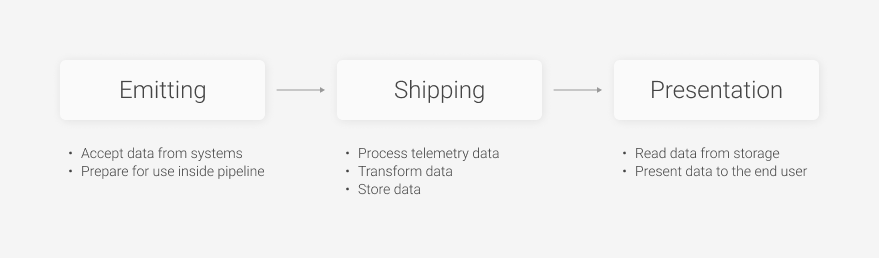 Emitting
Shipping
Presentation
• Accept data from systems
• Prepare for use inside pipeline
• Process telemetry data
• Transform data
• Store data
• Read data from storage
• Present data to the end user